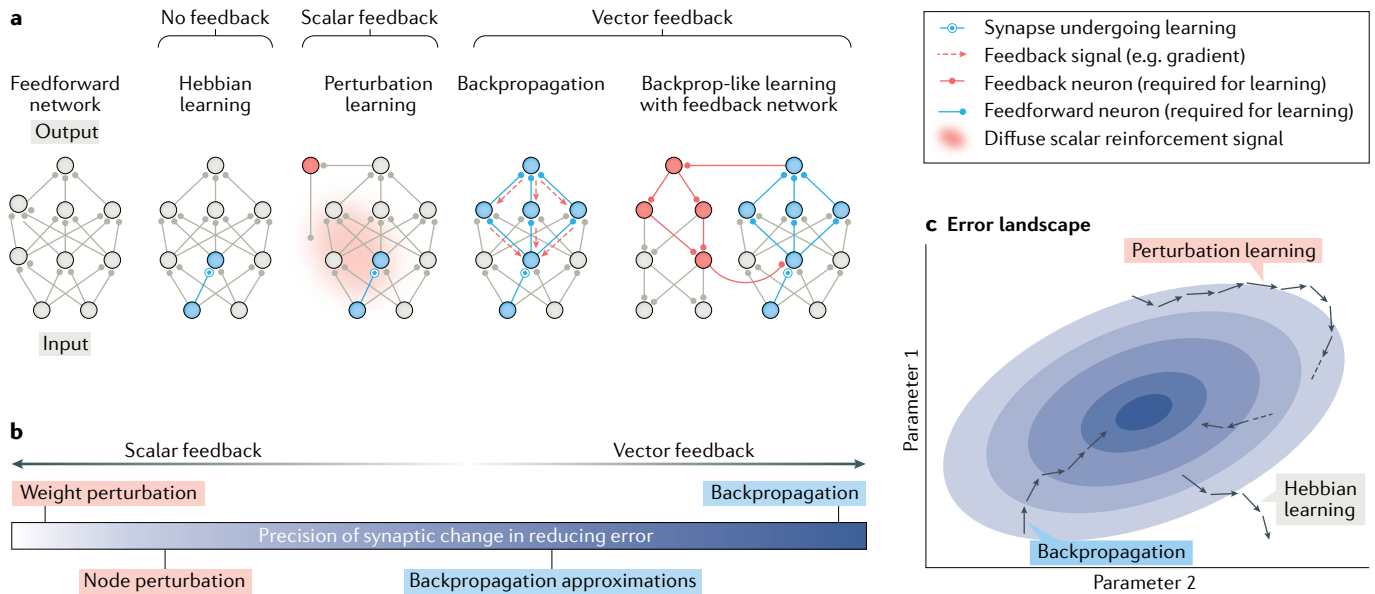 a
No feedback
Scalar feedback
Vector feedback
Feedforward
network
Hebbian
learning
Perturbation
learning
Backpropagation
Backprop-like learning
with feedback network
Output
Input
Synapse undergoing learning
Feedback signal (e.g. gradient)
Feedback neuron (required for learning)
Feedforward neuron (required for learning)
Diffuse scalar reinforcement signal
b
Scalar feedback
Vector feedback
Weight perturbation
Backpropagation
Precision of synaptic change in reducing error
Node perturbation
Backpropagation approximations
c Error landscape
Perturbation learning
Parameter 1
Hebbian
learning
Backpropagation
Parameter 2